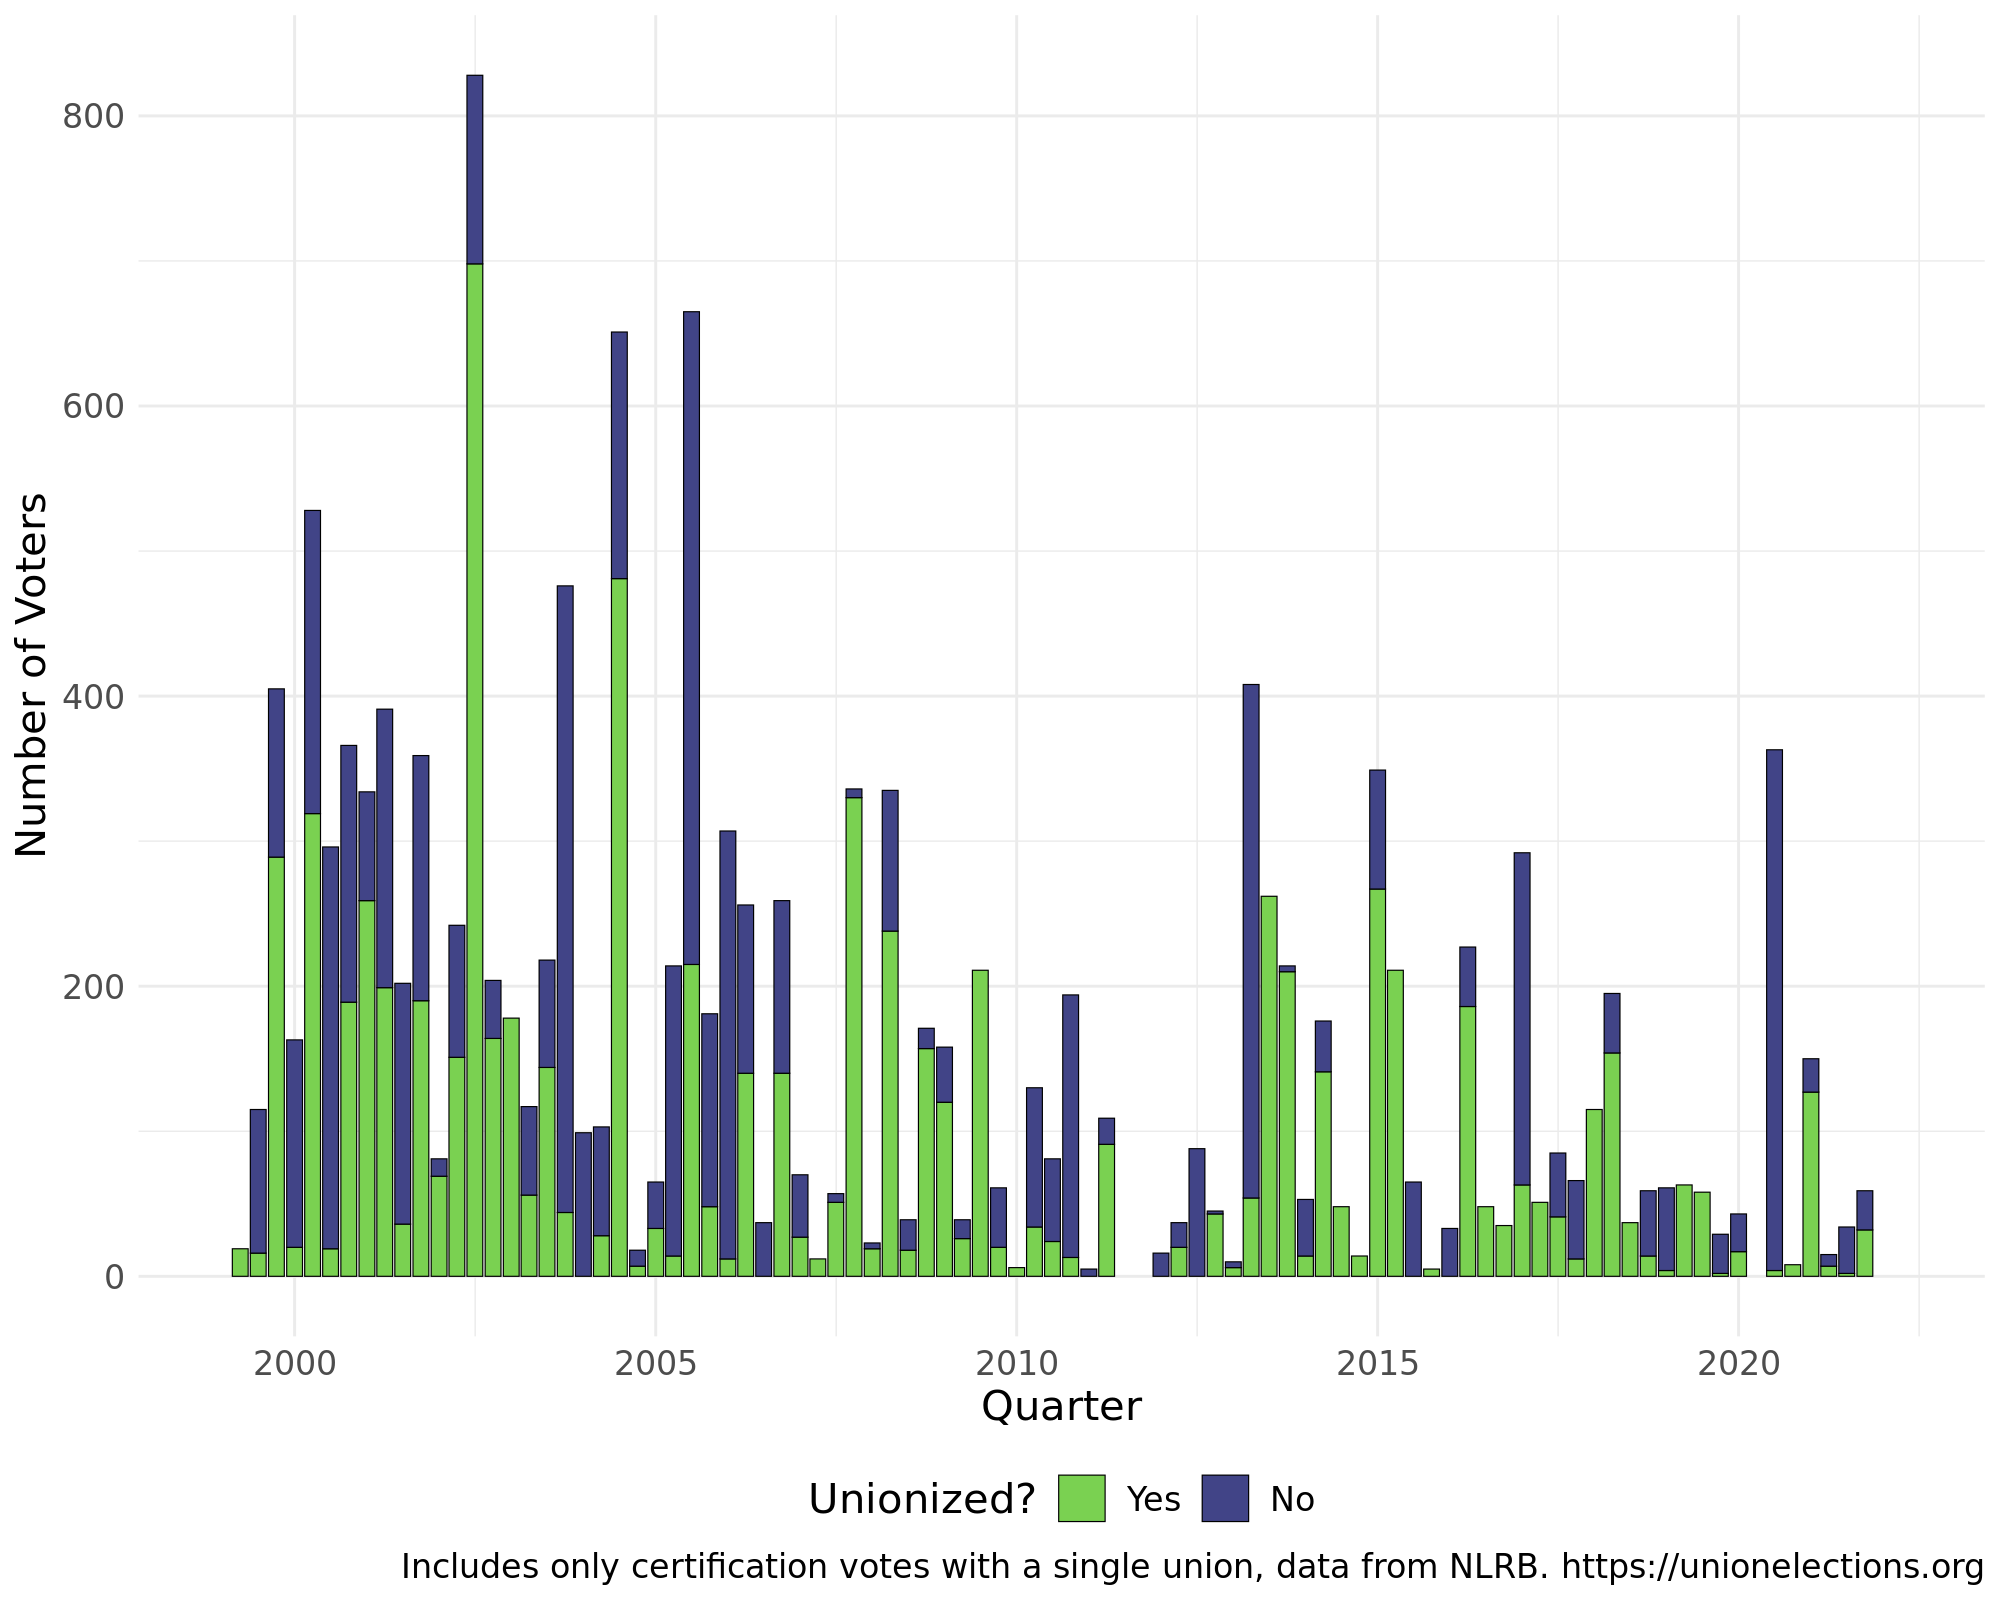 800
600
400
200
0
Number of Voters
2000 2005 2010 2015 2020
Quarter
Unionized? Yes No
Includes only certification votes with a single union, data from NLRB. https://unionelections.org